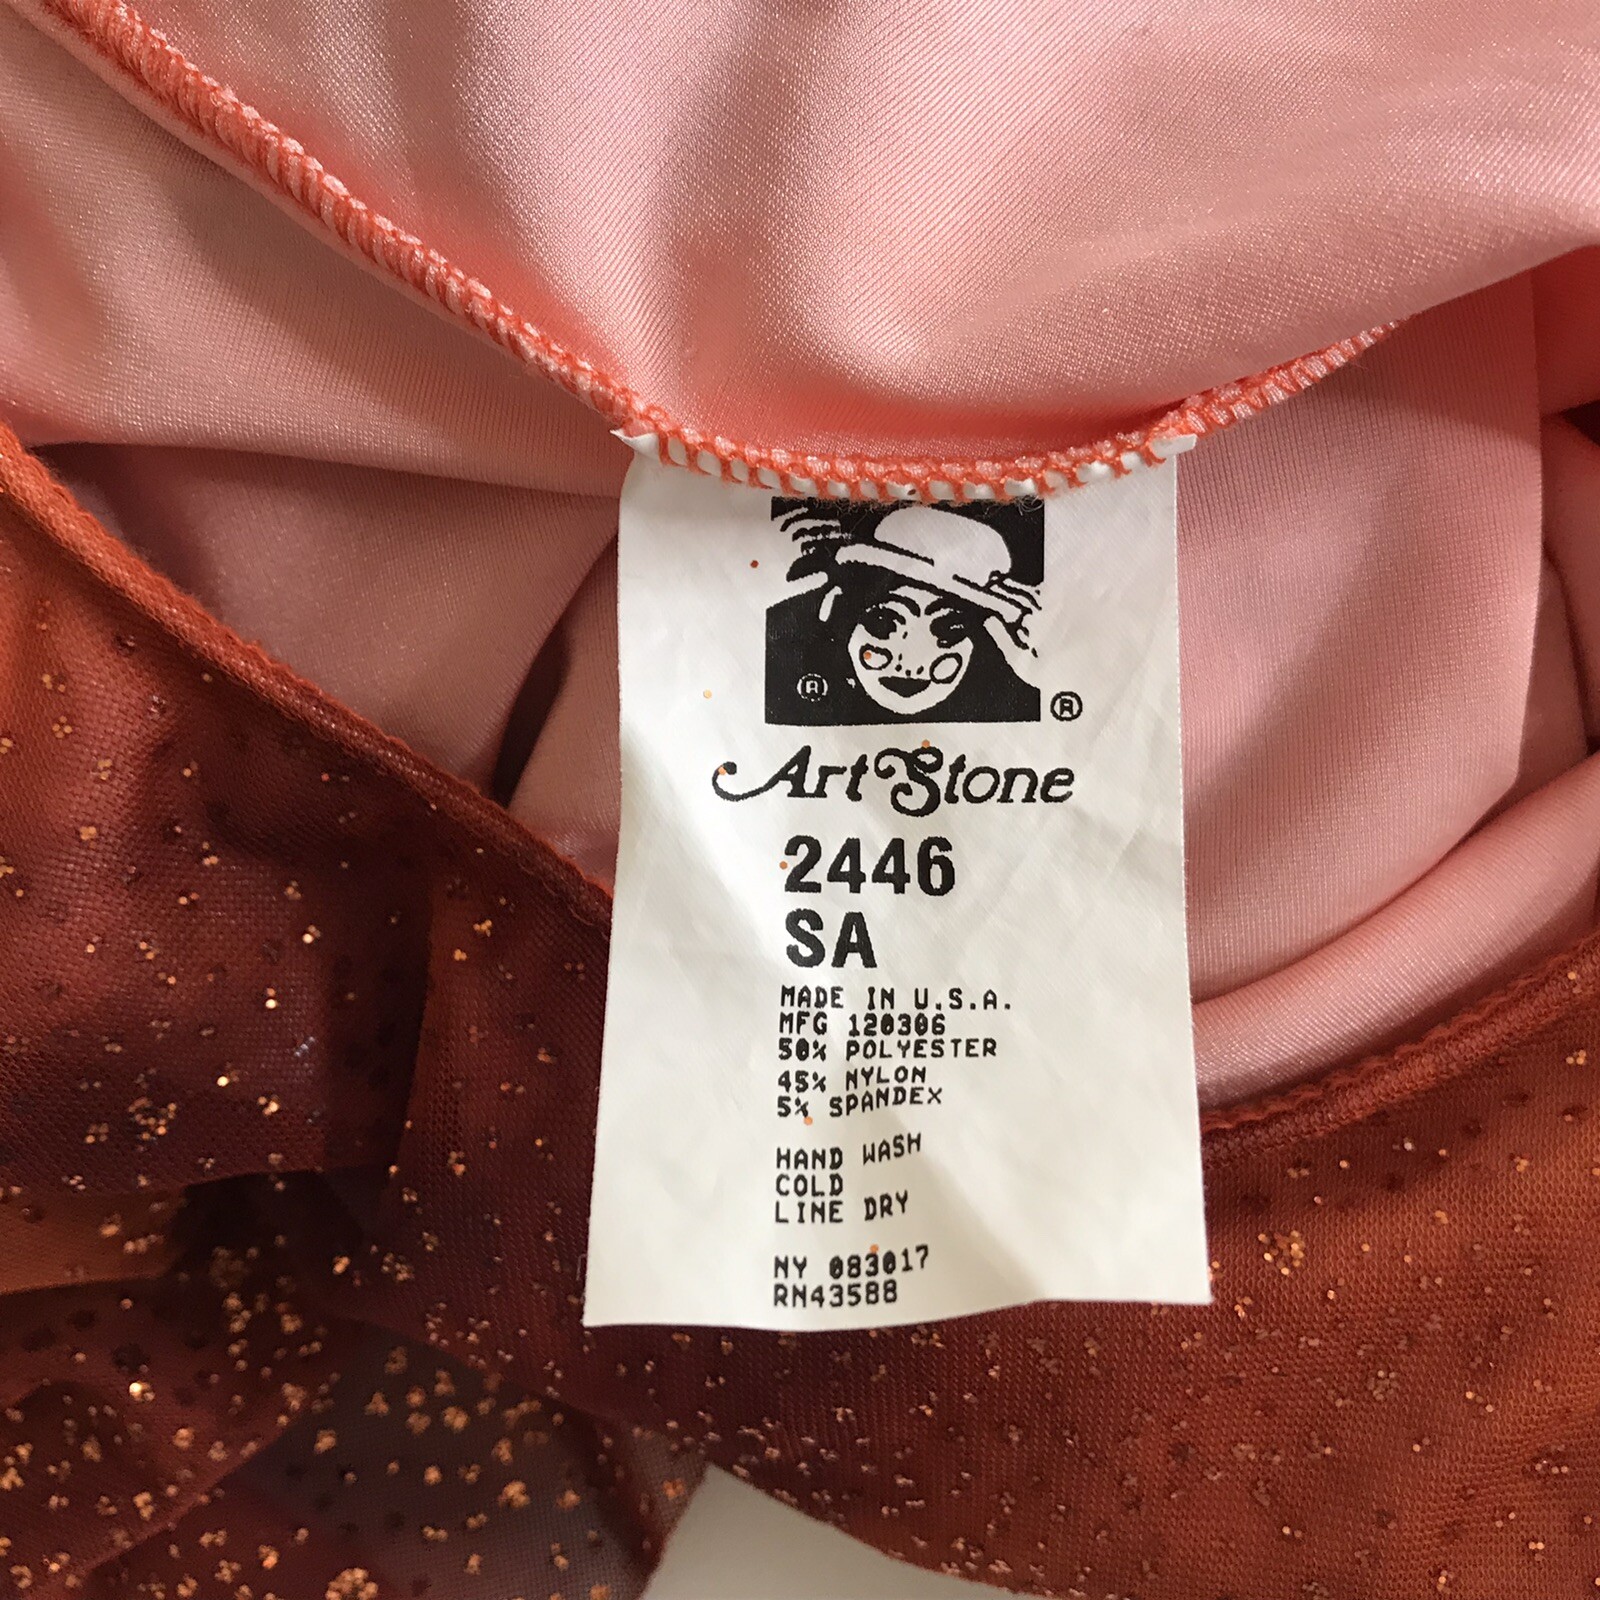 ®
®
Art Stone
2446
SA
MADE IN U.S.A.
MFG 120306
50% POLYESTER
45% NYLON
5% SPANDEX
HAND WASH
COLD
LINE DRY
NY 083017
RN43588